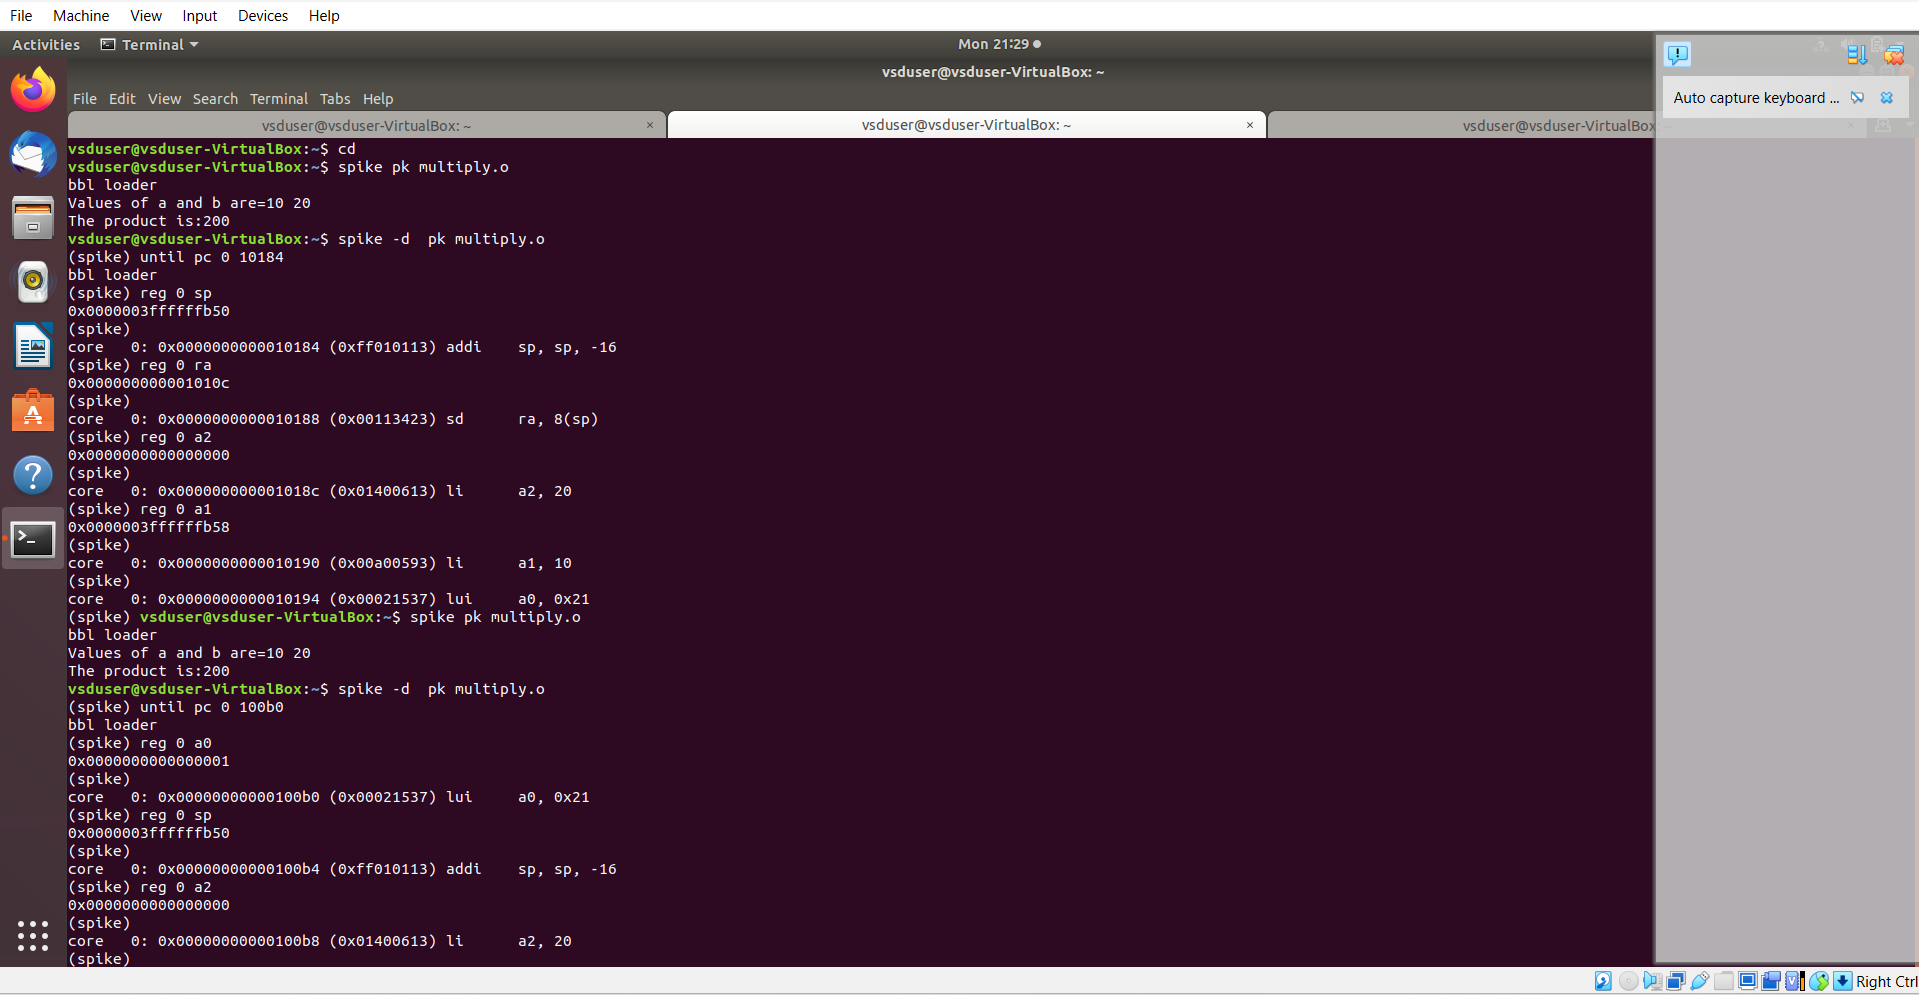 File Machine View Input Devices Help
Activities Terminal Mon 21:29
vsduser@vsduser-VirtualBox: ~
File Edit View Search Terminal Tabs Help
Auto capture keyboard ...
vsduser@vsduser-VirtualBox: ~ × vsduser@vsduser-VirtualBox: ~ × vsduser@vsduser-VirtualBox: ~
vsduser@vsduser-VirtualBox:~$ cd
vsduser@vsduser-VirtualBox:~$ spike pk multiply.o
bbl loader
Values of a and b are=10 20
The product is:200
vsduser@vsduser-VirtualBox:~$ spike -d  pk multiply.o
(spike) until pc 0 10184
bbl loader
(spike) reg 0 sp
0x0000003ffffffb50
(spike)
core   0: 0x0000000000010184 (0xff010113) addi    sp, sp, -16
(spike) reg 0 ra
0x000000000001010c
(spike)
core   0: 0x0000000000010188 (0x00113423) sd      ra, 8(sp)
(spike) reg 0 a2
0x0000000000000000
(spike)
core   0: 0x000000000001018c (0x01400613) li      a2, 20
(spike) reg 0 a1
0x0000003ffffffb58
(spike)
core   0: 0x0000000000010190 (0x00a00593) li      a1, 10
(spike)
core   0: 0x0000000000010194 (0x00021537) lui     a0, 0x21
(spike) vsduser@vsduser-VirtualBox:~$ spike pk multiply.o
bbl loader
Values of a and b are=10 20
The product is:200
vsduser@vsduser-VirtualBox:~$ spike -d  pk multiply.o
(spike) until pc 0 100b0
bbl loader
(spike) reg 0 a0
0x0000000000000001
(spike)
core   0: 0x00000000000100b0 (0x00021537) lui     a0, 0x21
(spike) reg 0 sp
0x0000003ffffffb50
(spike)
core   0: 0x00000000000100b4 (0xff010113) addi    sp, sp, -16
(spike) reg 0 a2
0x0000000000000000
(spike)
core   0: 0x00000000000100b8 (0x01400613) li      a2, 20
(spike)
Right Ctrl